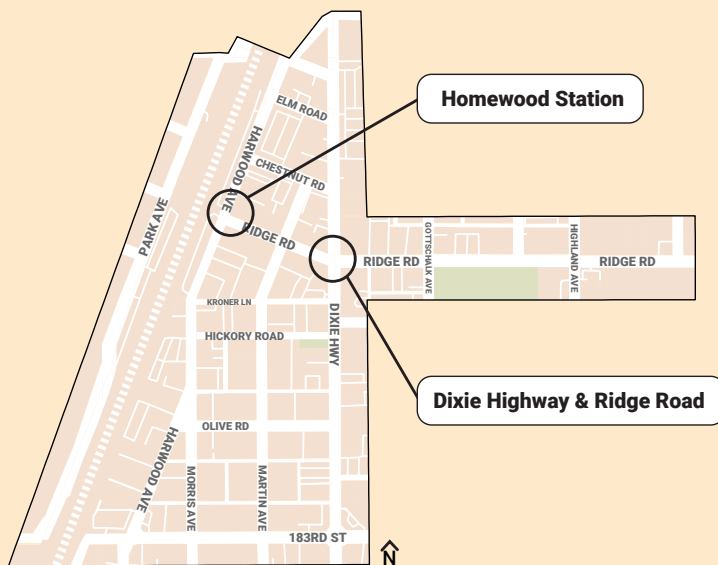 ELM ROAD
Homewood Station
HARWOOD AVE
CHESTNUT RD
PARK AVE
RIDGE RD
GOTTSCHALK AVE
HIGHLAND AVE
RIDGE RD
RIDGE RD
KRONER LN
DIXIE HWY
HICKORY ROAD
Dixie Highway & Ridge Road
OLIVE RD
HARWOOD AVE
MORRIS AVE
MARTIN AVE
183RD ST
N